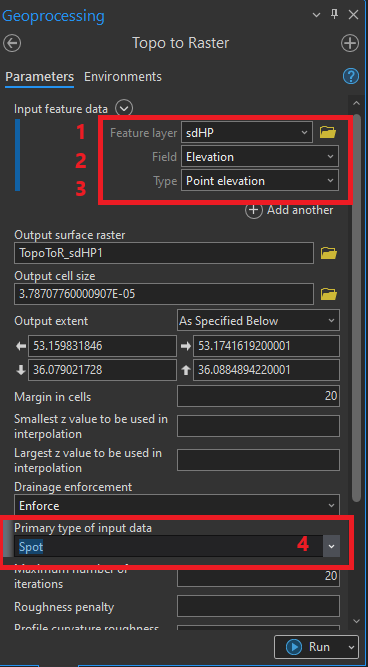 Geoprocessing
Topo to Raster
Parameters Environments
?
Input feature data
1 Feature layer sdHP
2 Field Elevation
3 Type Point elevation
Add another
Output surface raster
TopoToR_sdHP1
Output cell size
3.78707760000907E-05
Output extent As Specified Below
53.159831846 53.1741619200001
36.079021728 36.0884894220001
Margin in cells 20
Smallest z value to be used in
interpolation
Largest z value to be used in
interpolation
Drainage enforcement
Enforce
Primary type of input data
Spot 4
Maximum number of
iterations 20
Roughness penalty
Profile curvature roughness
Run